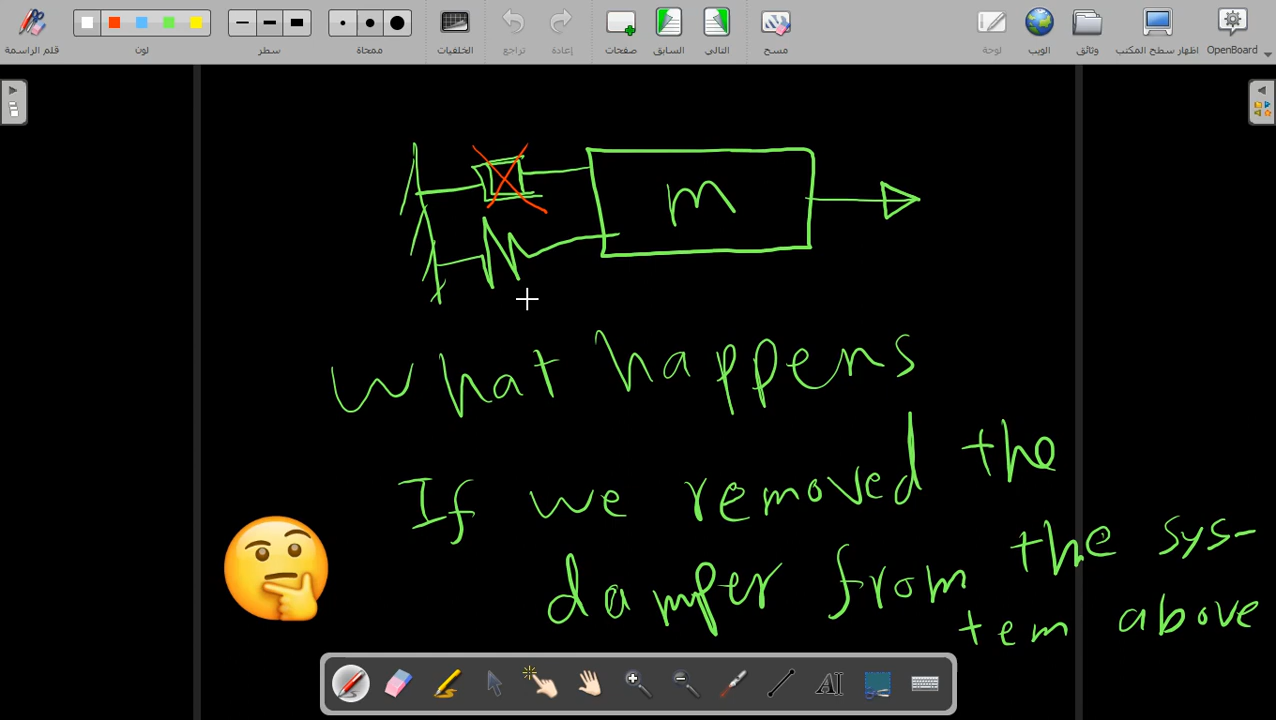 قلم الراسمة
لون
سطر
ممحاة
الخلفيات
تراجع
إعادة
صفحات
السابق
التالي
مسح
لوحة
الويب
وثائق
اظهار سطح المكتب
OpenBoard
m
What happens
If we removed the
damper from the sys-
tem above
AI